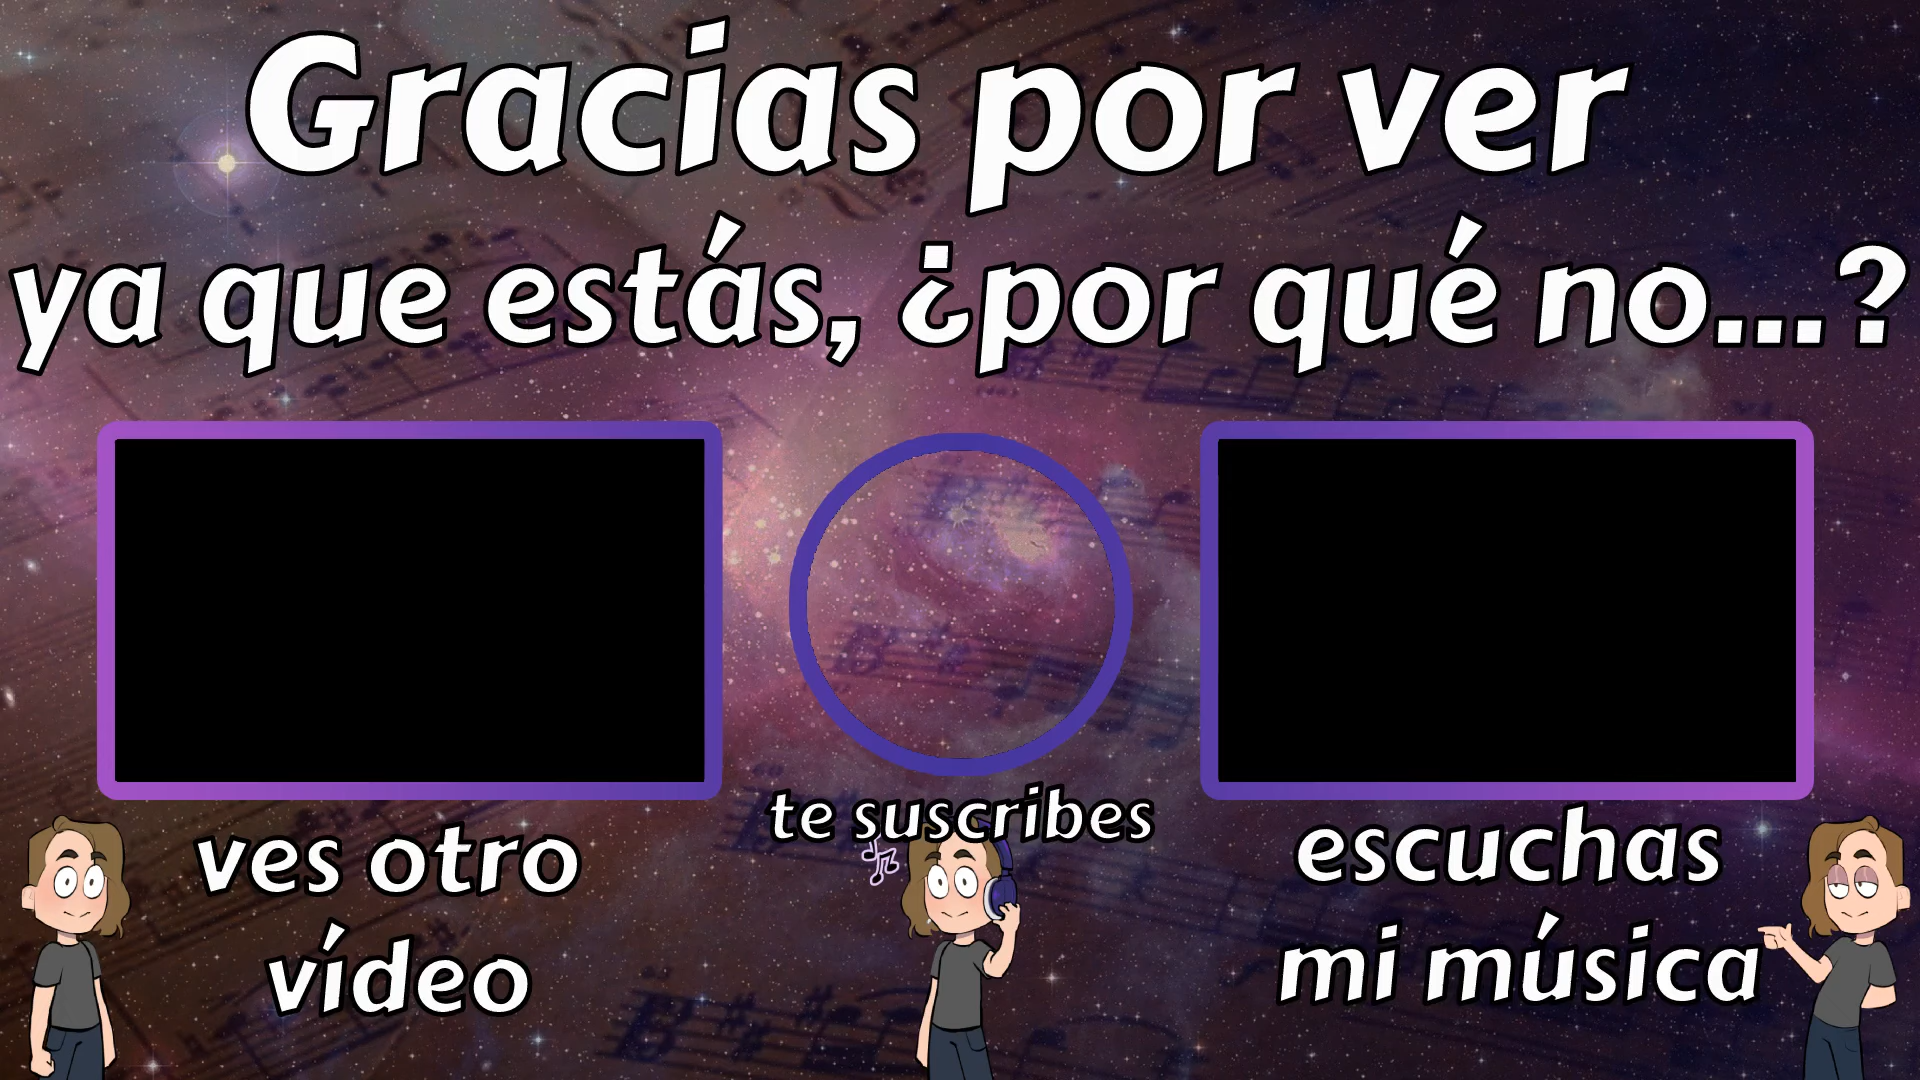 Gracias por ver
ya que estás, ¿por qué no...?
te suscribes
ves otro
vídeo
escuchas
mi música